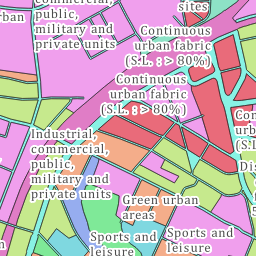 commercial,
public,
military and
private units
sites
urban
Continuous
urban fabric
(S.L. : > 80%)
Continuous
urban fabric
(S.L. : > 80%)
Industrial,
commercial,
public,
military and
private units
(S.L
Green urban
areas
Sports and
leisure
Sports and
leisure